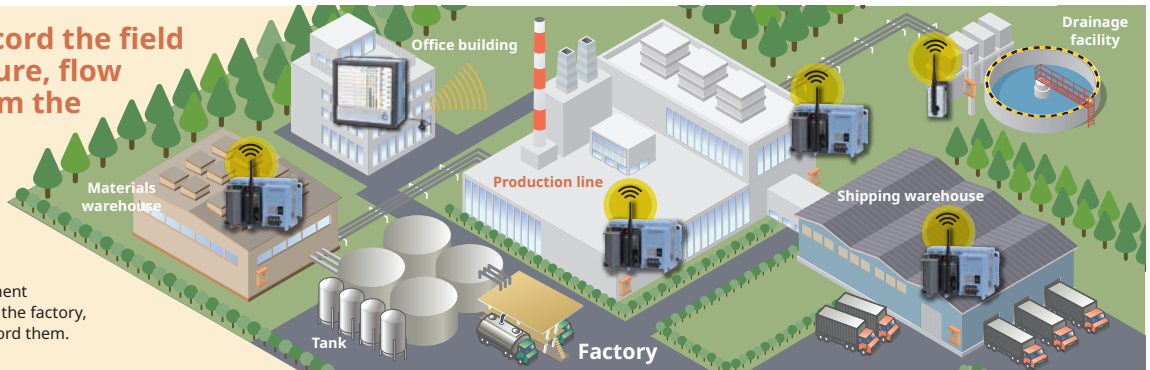 cord the field
ure, flow
m the
Office building
Drainage
facility
Materials
warehouse
Production line
Shipping warehouse
ment
the factory,
ord them.
Tank
Factory